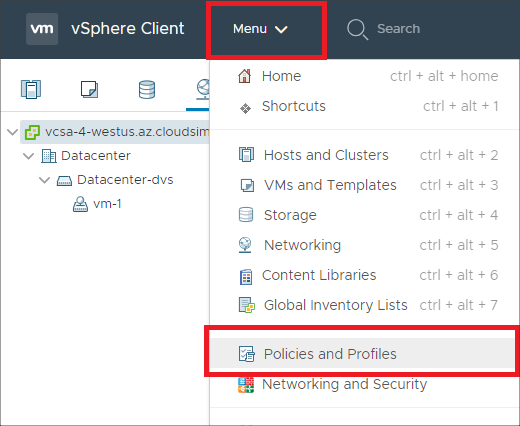 vm vSphere Client Menu Search
Home ctrl + alt + home
Shortcuts ctrl + alt + 1
vcsa-4-westus.az.cloudsim
Datacenter
Datacenter-dvs
vm-1
Hosts and Clusters ctrl + alt + 2
VMs and Templates ctrl + alt + 3
Storage ctrl + alt + 4
Networking ctrl + alt + 5
Content Libraries ctrl + alt + 6
Global Inventory Lists ctrl + alt + 7
Policies and Profiles
Networking and Security